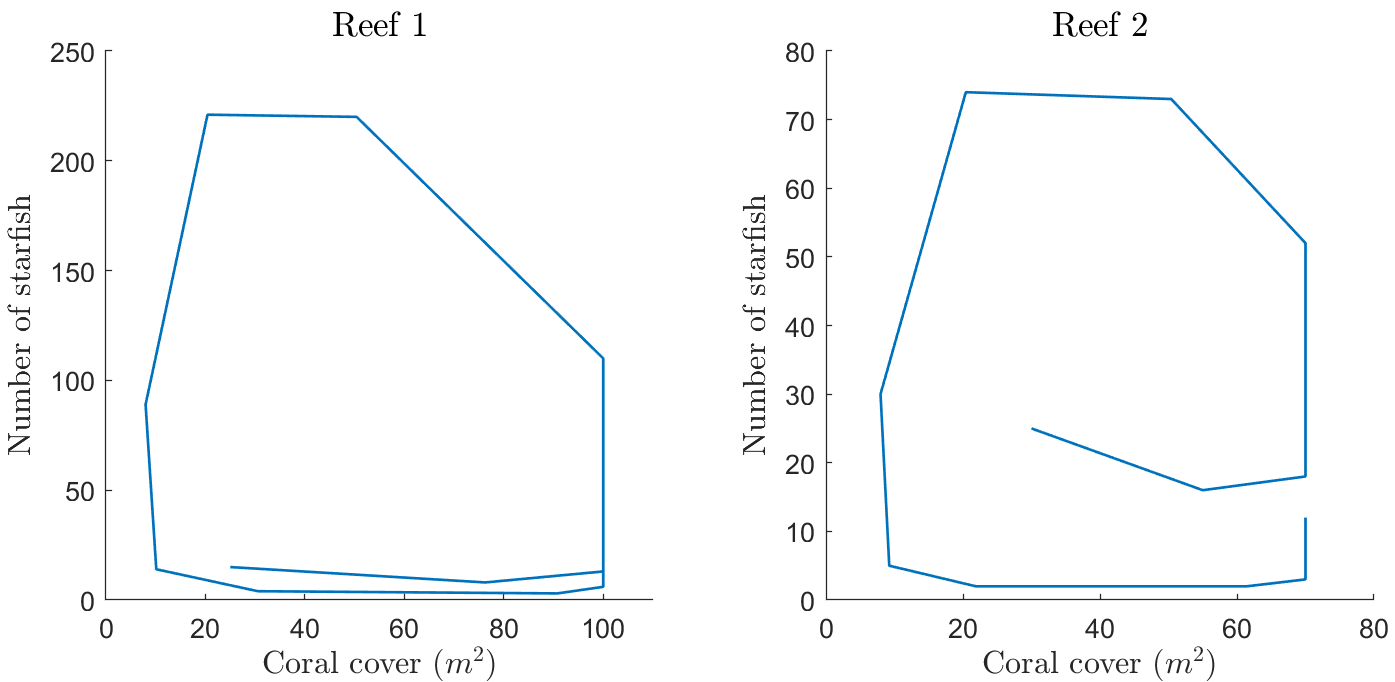 Reef 1
250
200
150
100
50
0
Number of starfish
0 20 40 60 80 100
Coral cover (m²)
Reef 2
80
70
60
50
40
30
20
10
0
Number of starfish
0 20 40 60 80
Coral cover (m²)